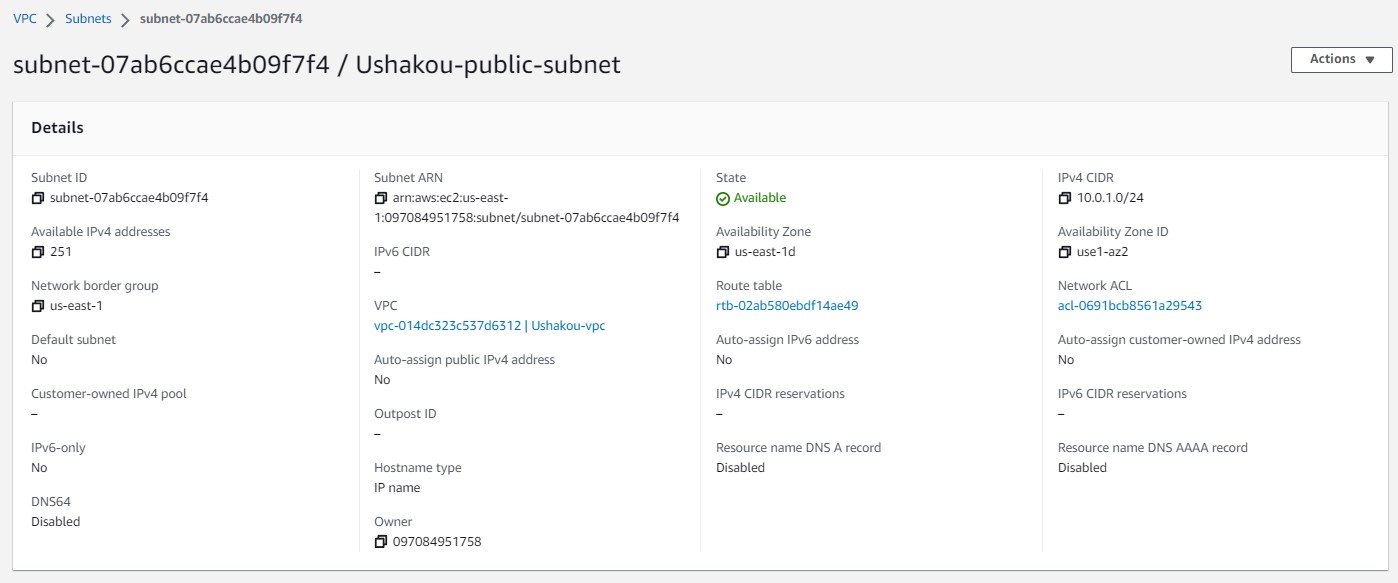 VPC > Subnets > subnet-07ab6ccae4b09f7f4
subnet-07ab6ccae4b09f7f4 / Ushakou-public-subnet
Actions
Details
Subnet ID
subnet-07ab6ccae4b09f7f4
Available IPv4 addresses
251
Network border group
us-east-1
Default subnet
No
Customer-owned IPv4 pool
–
IPv6-only
No
DNS64
Disabled
Subnet ARN
arn:aws:ec2:us-east-
1:097084951758:subnet/subnet-07ab6ccae4b09f7f4
IPv6 CIDR
–
VPC
vpc-014dc323c537d6312 | Ushakou-vpc
Auto-assign public IPv4 address
No
Outpost ID
–
Hostname type
IP name
Owner
097084951758
State
Available
Availability Zone
us-east-1d
Route table
rtb-02ab580ebdf14ae49
Auto-assign IPv6 address
No
IPv4 CIDR reservations
–
Resource name DNS A record
Disabled
IPv4 CIDR
10.0.1.0/24
Availability Zone ID
use1-az2
Network ACL
acl-0691bcb8561a29543
Auto-assign customer-owned IPv4 address
No
IPv6 CIDR reservations
–
Resource name DNS AAAA record
Disabled